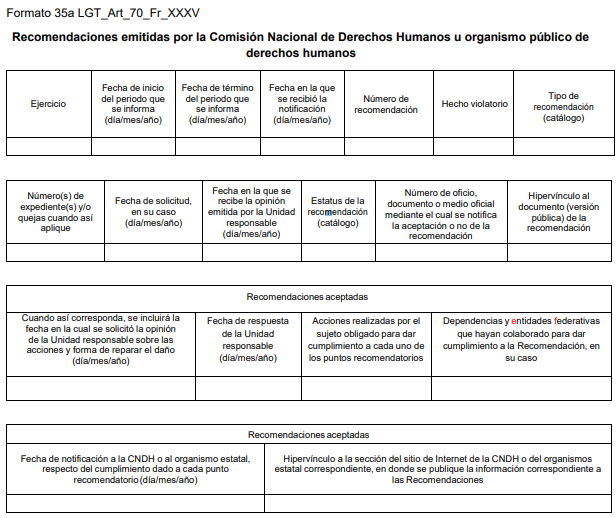 Formato 35a LGT_Art_70_Fr_XXXV
Recomendaciones emitidas por la Comisión Nacional de Derechos Humanos u organismo público de
derechos humanos
Ejercicio
Fecha de inicio
del periodo que
se informa
(día/mes/año)
Fecha de término
del periodo que
se informa
(día/mes/año)
Fecha en la que
se recibió la
notificación
(día/mes/año)
Número de
recomendación
Hecho violatorio
Tipo de
recomendación
(catálogo)
Número(s) de
expediente(s) y/o
quejas cuando así
aplique
Fecha de solicitud,
en su caso
(día/mes/año)
Fecha en la que se
recibe la opinión
emitida por la Unidad
responsable
(día/mes/año)
Estatus de la
recomendación
(catálogo)
Número de oficio,
documento o medio oficial
mediante el cual se notifica
la aceptación o no de la
recomendación
Hipervínculo al
documento (versión
pública) de la
recomendación
Recomendaciones aceptadas
Cuando así corresponda, se incluirá la
fecha en la cual se solicitó la opinión
de la Unidad responsable sobre las
acciones y forma de reparar el daño
(día/mes/año)
Fecha de respuesta
de la Unidad
responsable
(día/mes/año)
Acciones realizadas por el
sujeto obligado para dar
cumplimiento a cada uno de
los puntos recomendatorios
Dependencias y entidades federativas
que hayan colaborado para dar
cumplimiento a la Recomendación, en
su caso
Recomendaciones aceptadas
Fecha de notificación a la CNDH o al organismo estatal,
respecto del cumplimiento dado a cada punto
recomendatorio (día/mes/año)
Hipervínculo a la sección del sitio de Internet de la CNDH o del organismos
estatal correspondiente, en donde se publique la información correspondiente a
las Recomendaciones